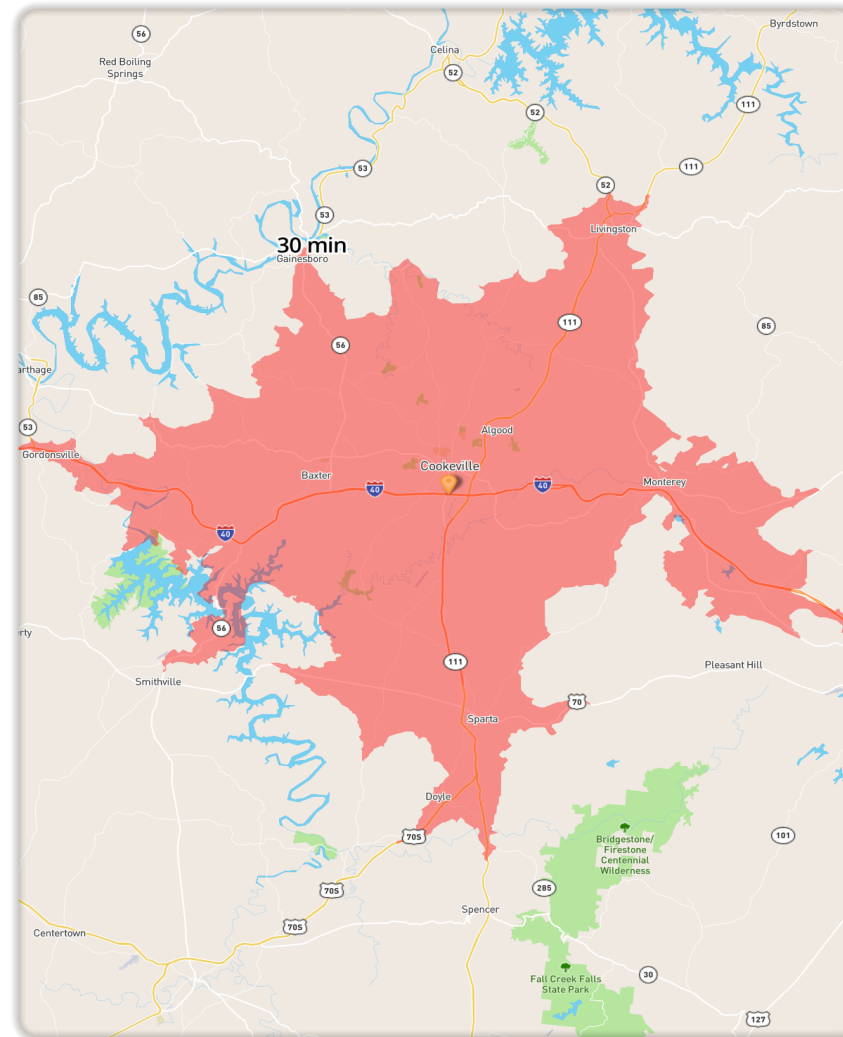 Byrdstown
56
Celina
Red Boiling
Springs
52
111
52
53
111
52
53
Livingston
30 min
Gainesboro
85
111
85
56
arthage
53
Algood
Gordonsville
Cookeville
Baxter
Monterey
40
40
40
56
erty
111
Pleasant Hill
Smithville
70
Sparta
Doyle
70S
Bridgestone/
Firestone
Centennial
Wilderness
101
70S
285
Spencer
70S
Centertown
30
Fall Creek Falls
State Park
127